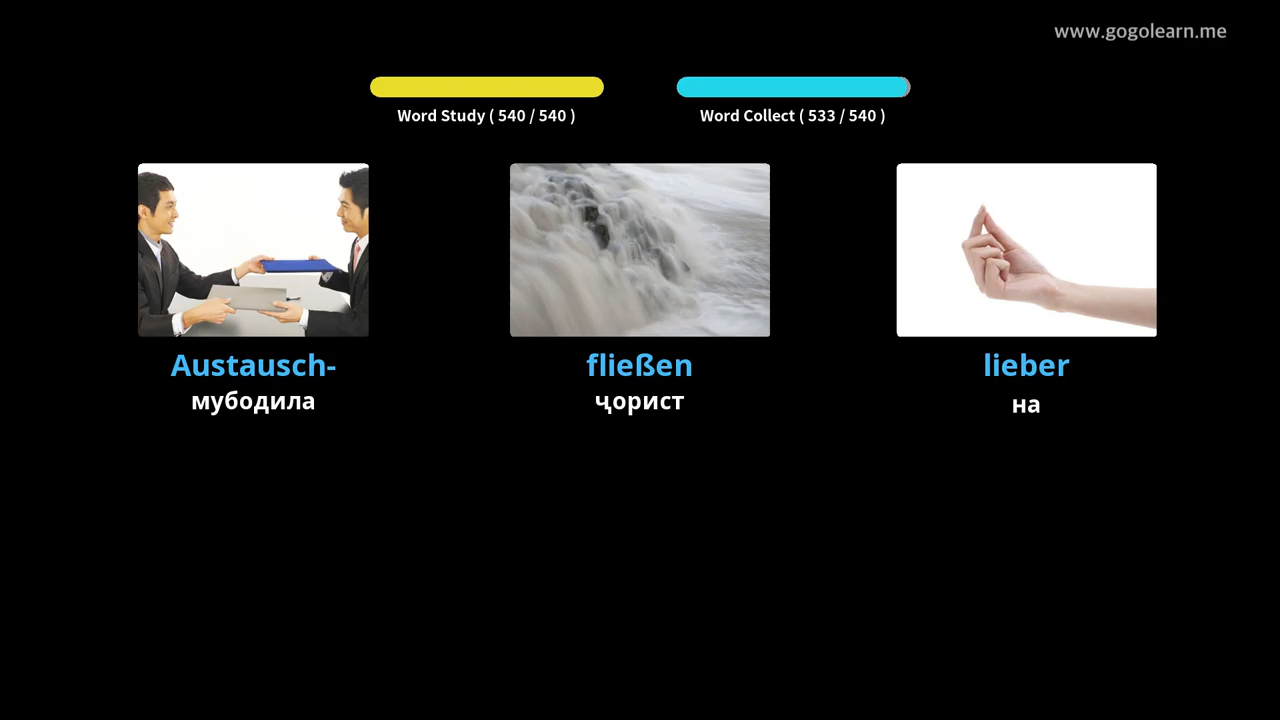 www.gogolearn.me
Word Study ( 540 / 540 )
Word Collect ( 533 / 540 )
Austausch-
мубодила
fließen
ҷорист
lieber
на